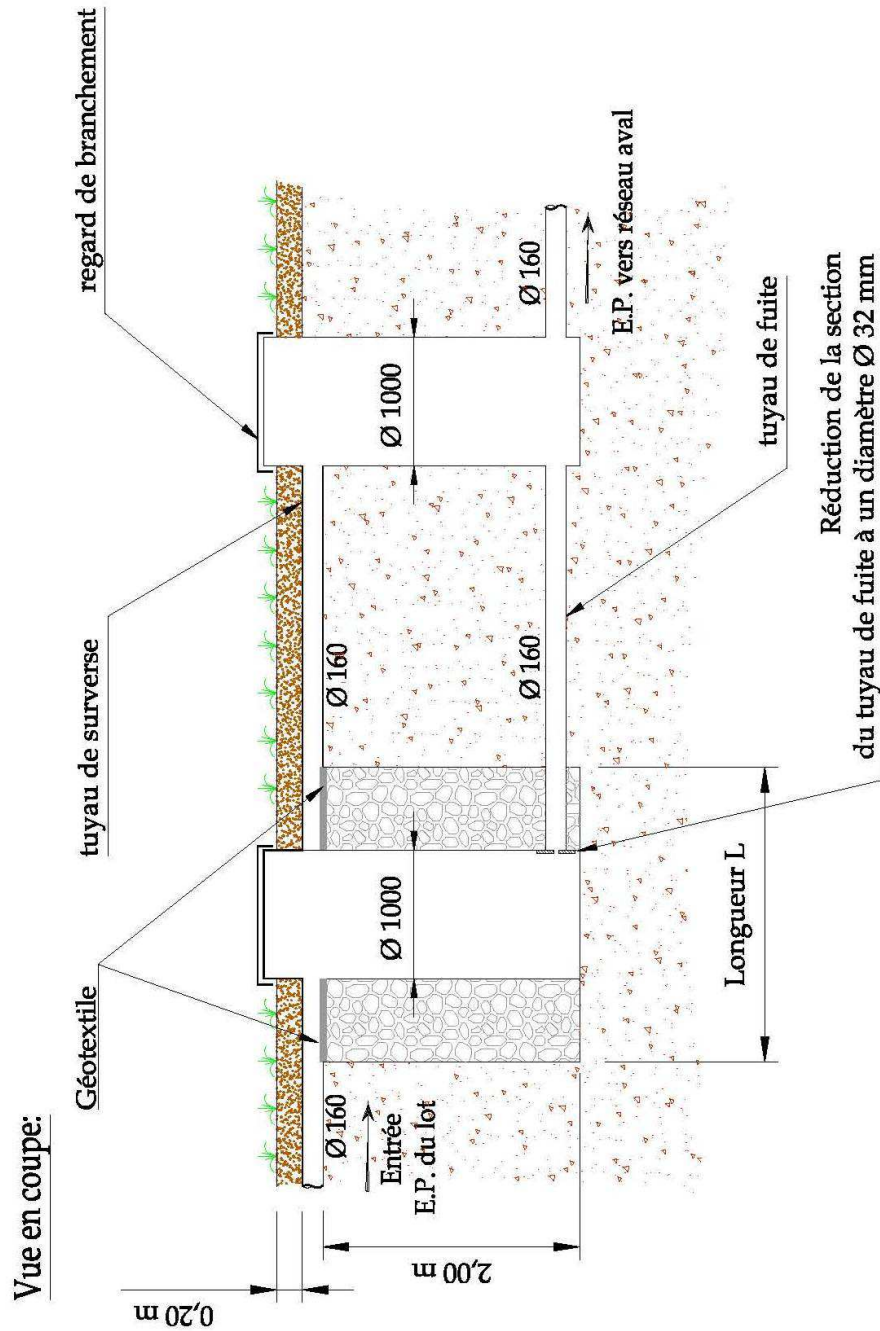 Vue en coupe:
Géotextile
tuyau de surverse
regard de branchement
0,20 m
Ø 160
Entrée
E.P. du lot
2,00 m
Ø 1000
Ø 160
Ø 160
Ø 1000
Ø 160
E.P. vers réseau aval
Longueur L
tuyau de fuite
Réduction de la section
du tuyau de fuite à un diamètre Ø 32 mm